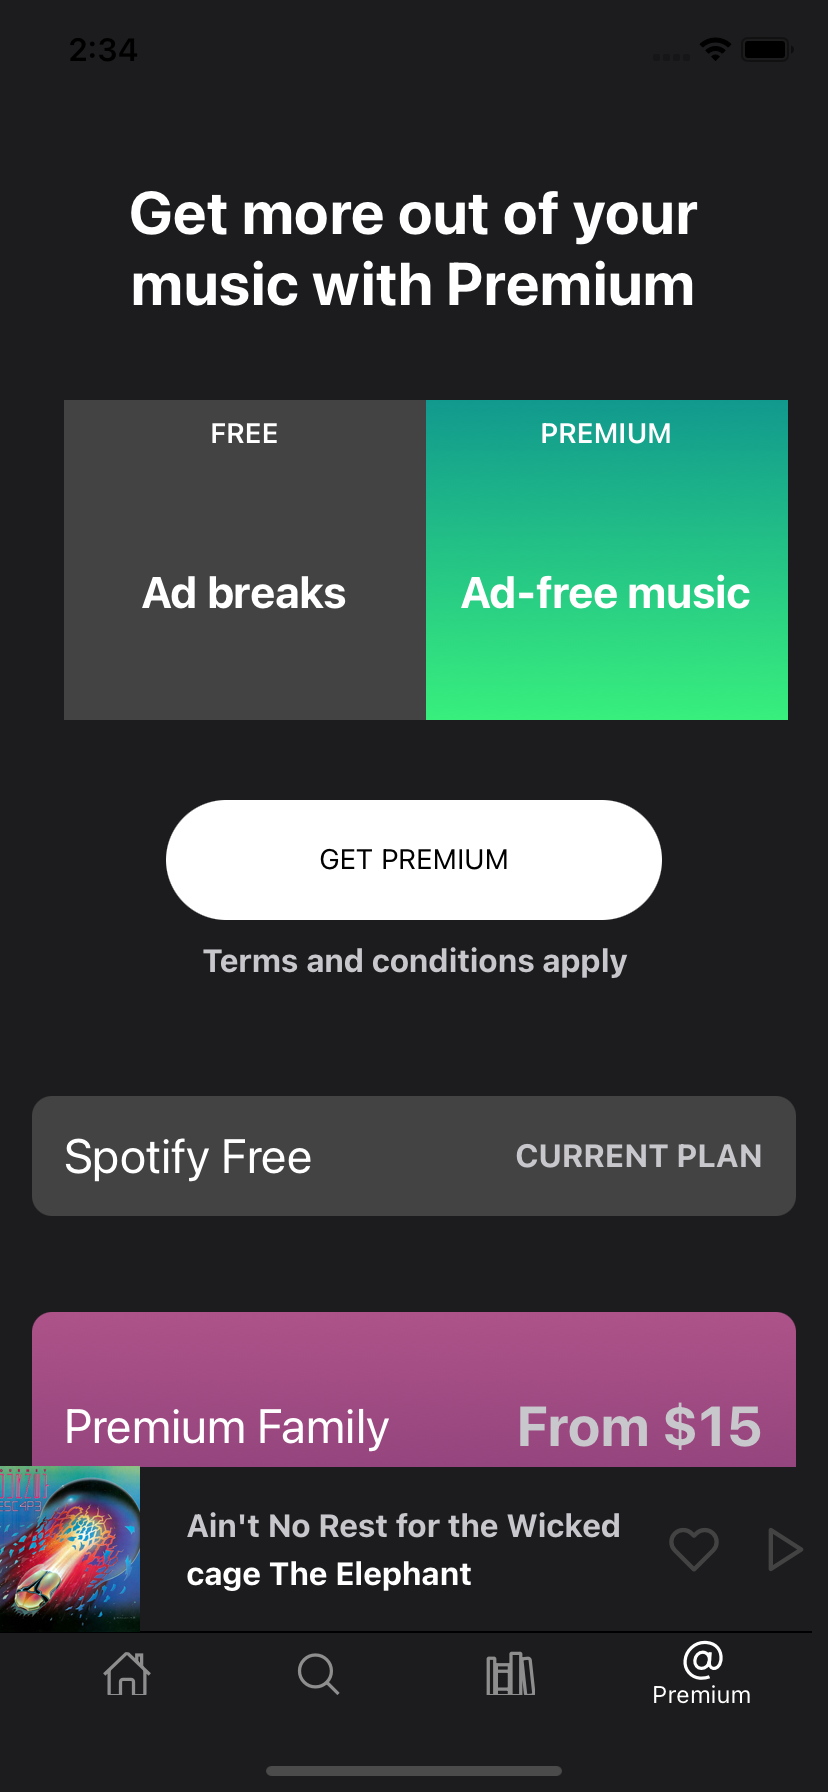 2:34
Get more out of your
music with Premium
FREE
PREMIUM
Ad breaks
Ad-free music
GET PREMIUM
Terms and conditions apply
Spotify Free
CURRENT PLAN
Premium Family
From $15
ESC4P3
Ain't No Rest for the Wicked
cage The Elephant
@
Premium